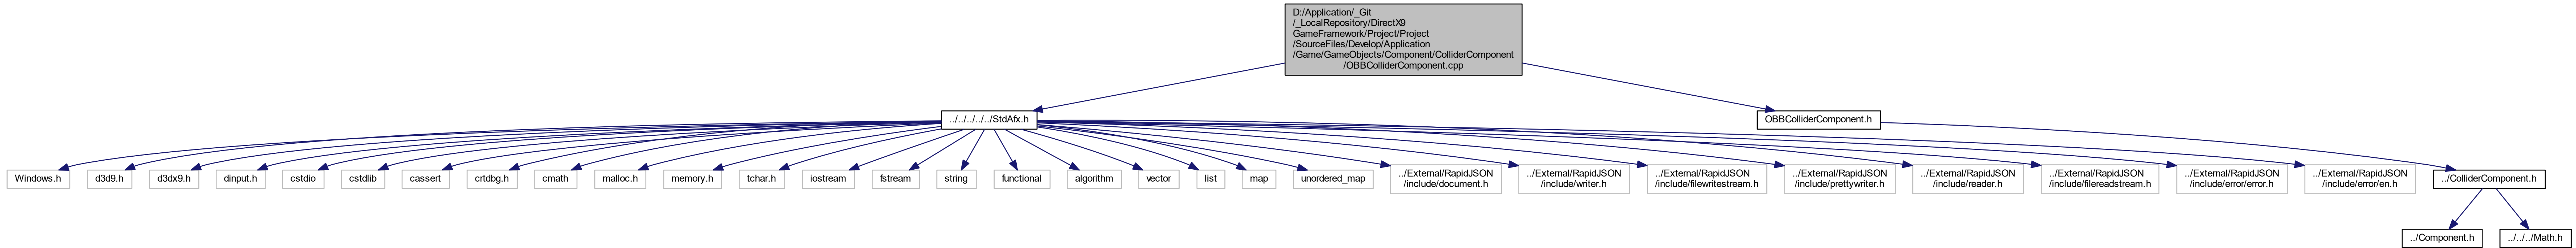 D:/Application/_Git
/_LocalRepository/DirectX9
GameFramework/Project/Project
/SourceFiles/Develop/Application
/Game/GameObjects/Component/ColliderComponent
/OBBColliderComponent.cpp
../../../../../StdAfx.h
OBBColliderComponent.h
Windows.h
d3d9.h
d3dx9.h
dinput.h
cstdio
cstdlib
cassert
crtdbg.h
cmath
malloc.h
memory.h
tchar.h
iostream
fstream
string
functional
algorithm
vector
list
map
unordered_map
../External/RapidJSON
/include/document.h
../External/RapidJSON
/include/writer.h
../External/RapidJSON
/include/filewritestream.h
../External/RapidJSON
/include/prettywriter.h
../External/RapidJSON
/include/reader.h
../External/RapidJSON
/include/filereadstream.h
../External/RapidJSON
/include/error/error.h
../External/RapidJSON
/include/error/en.h
../ColliderComponent.h
../Component.h
../../../Math.h